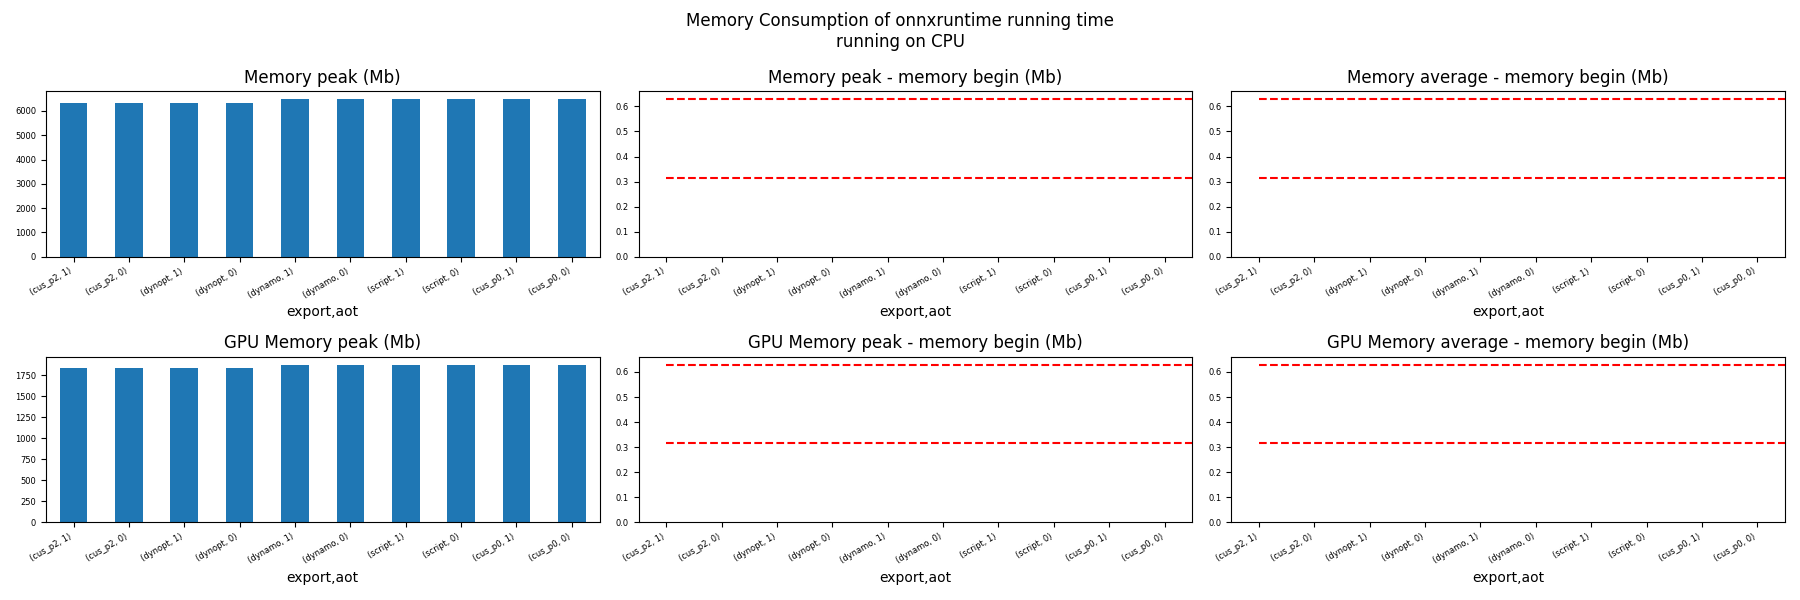 Memory Consumption of onnxruntime running time
running on CPU
Memory peak (Mb)
6000
5000
4000
3000
2000
1000
0
(cus_p2, 1)
(cus_p2, 0)
(dynopt, 1)
(dynopt, 0)
(dynamo, 1)
(dynamo, 0)
(script, 1)
(script, 0)
(cus_p0, 1)
(cus_p0, 0)
export,aot
Memory peak - memory begin (Mb)
0.6
0.5
0.4
0.3
0.2
0.1
0.0
(cus_p2, 1)
(cus_p2, 0)
(dynopt, 1)
(dynopt, 0)
(dynamo, 1)
(dynamo, 0)
(script, 1)
(script, 0)
(cus_p0, 1)
(cus_p0, 0)
export,aot
Memory average - memory begin (Mb)
0.6
0.5
0.4
0.3
0.2
0.1
0.0
(cus_p2, 1)
(cus_p2, 0)
(dynopt, 1)
(dynopt, 0)
(dynamo, 1)
(dynamo, 0)
(script, 1)
(script, 0)
(cus_p0, 1)
(cus_p0, 0)
export,aot
GPU Memory peak (Mb)
1750
1500
1250
1000
750
500
250
0
(cus_p2, 1)
(cus_p2, 0)
(dynopt, 1)
(dynopt, 0)
(dynamo, 1)
(dynamo, 0)
(script, 1)
(script, 0)
(cus_p0, 1)
(cus_p0, 0)
export,aot
GPU Memory peak - memory begin (Mb)
0.6
0.5
0.4
0.3
0.2
0.1
0.0
(cus_p2, 1)
(cus_p2, 0)
(dynopt, 1)
(dynopt, 0)
(dynamo, 1)
(dynamo, 0)
(script, 1)
(script, 0)
(cus_p0, 1)
(cus_p0, 0)
export,aot
GPU Memory average - memory begin (Mb)
0.6
0.5
0.4
0.3
0.2
0.1
0.0
(cus_p2, 1)
(cus_p2, 0)
(dynopt, 1)
(dynopt, 0)
(dynamo, 1)
(dynamo, 0)
(script, 1)
(script, 0)
(cus_p0, 1)
(cus_p0, 0)
export,aot